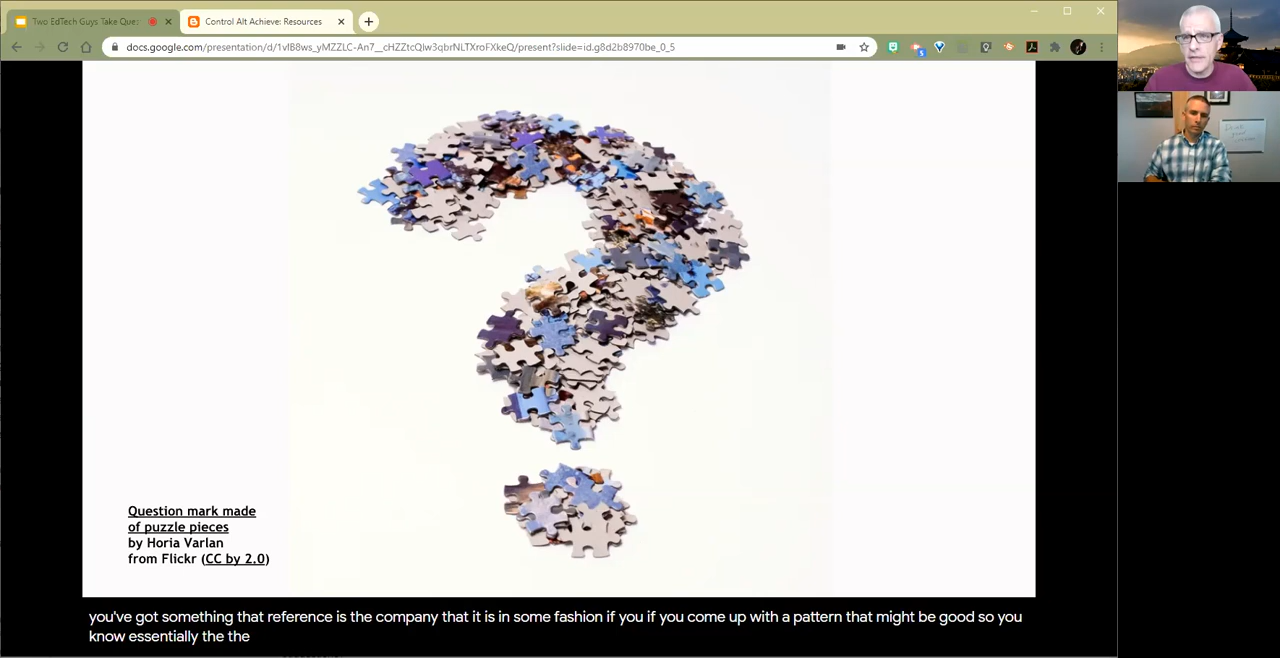 Two EdTech Guys Take Que
Control Alt Achieve: Resources
docs.google.com/presentation/d/1vlB8ws_yMZZLC-An7__cHZZtcQIw3qbrNLTXroFXkeQ/present?slide=id.g8d2b8970be_0_5
Question mark made
of puzzle pieces
by Horia Varlan
from Flickr (CC by 2.0)
you've got something that reference is the company that it is in some fashion if you if you come up with a pattern that might be good so you
know essentially the the